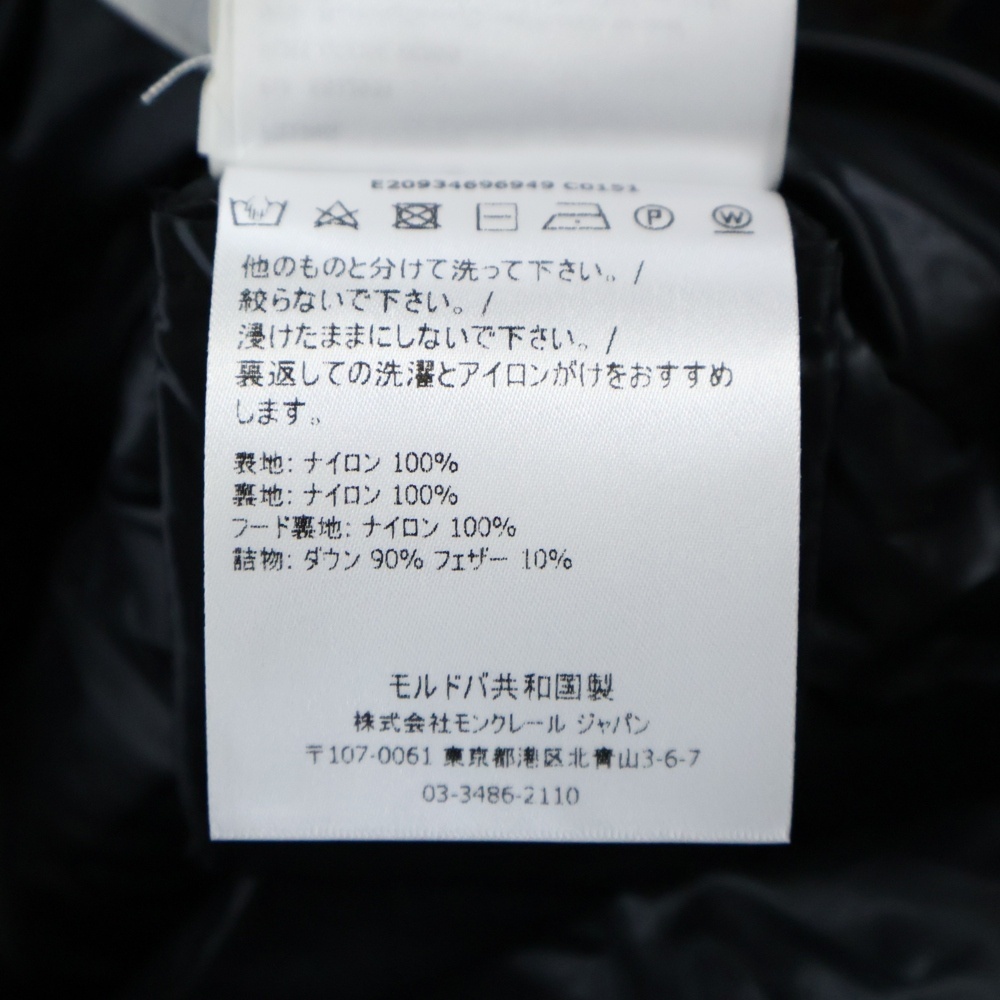 E20934696949 C0151
P W
他のものと分けて洗って下さい。/
絞らないで下さい。/
浸けたままにしないで下さい。/
裏返しての洗濯とアイロンがけをおすすめ
します。
表地: ナイロン 100%
裏地: ナイロン 100%
フード裏地: ナイロン 100%
詰物: ダウン 90% フェザー 10%
モルドバ共和国製
株式会社モンクレール ジャパン
〒107-0061 東京都港区北青山3-6-7
03-3486-2110